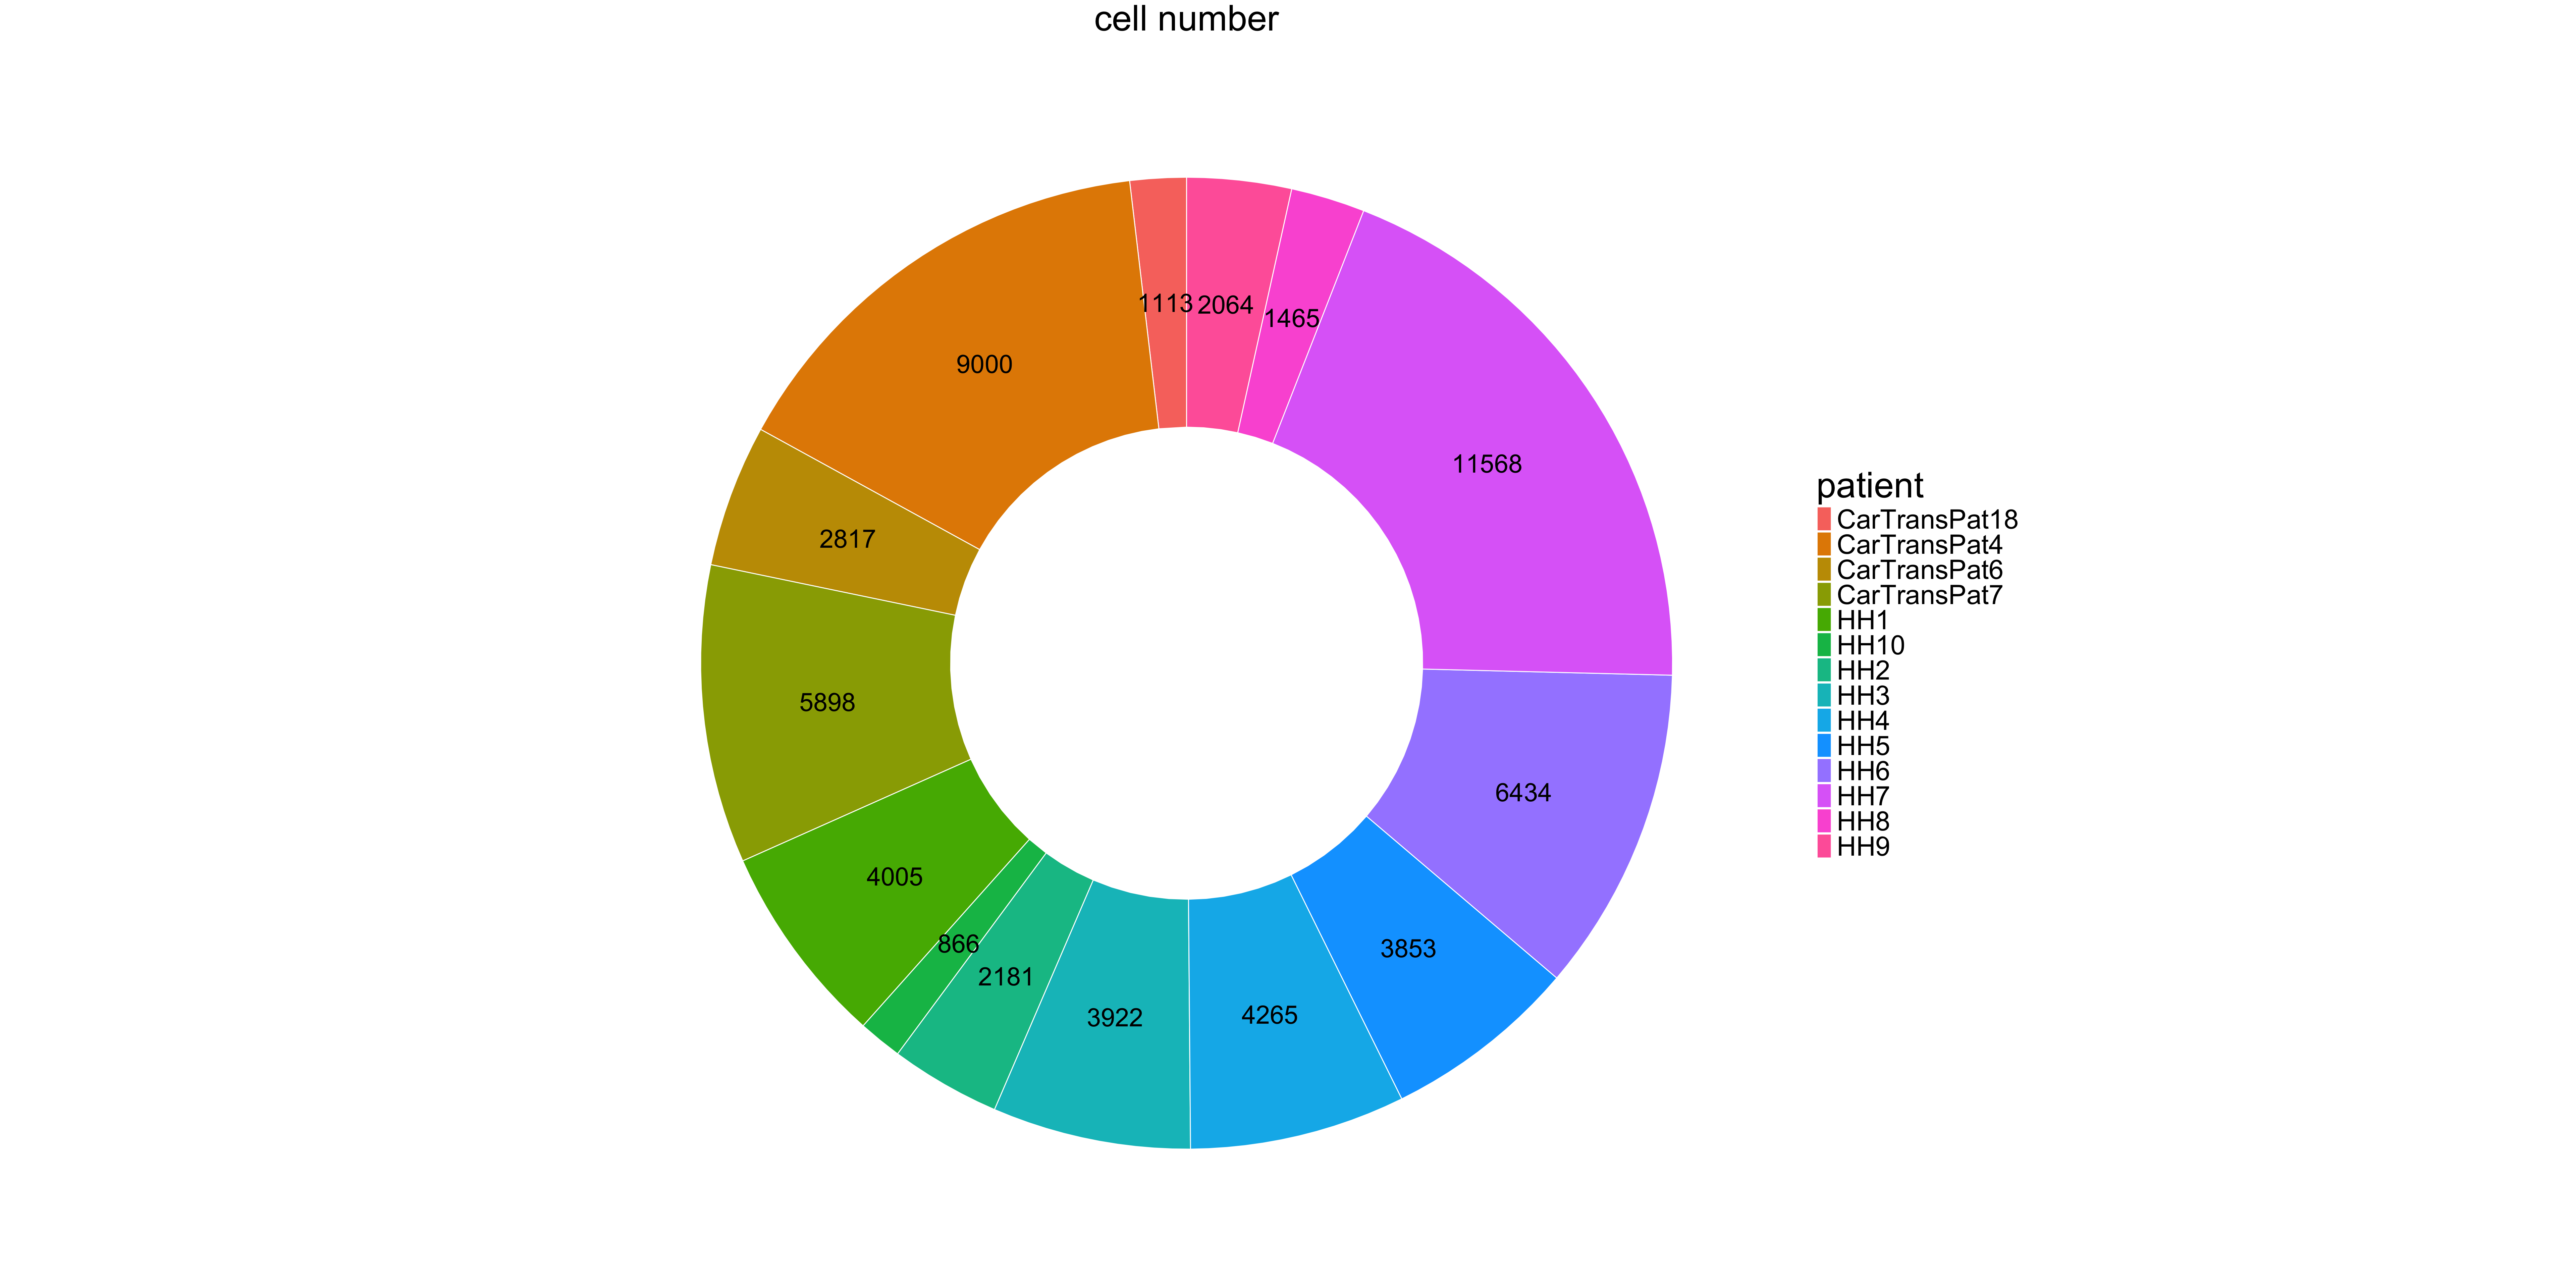 cell number
1113
2064
1465
9000
11568
2817
5898
6434
4005
866
2181
3922
4265
3853
patient
CarTransPat18
CarTransPat4
CarTransPat6
CarTransPat7
HH1
HH10
HH2
HH3
HH4
HH5
HH6
HH7
HH8
HH9